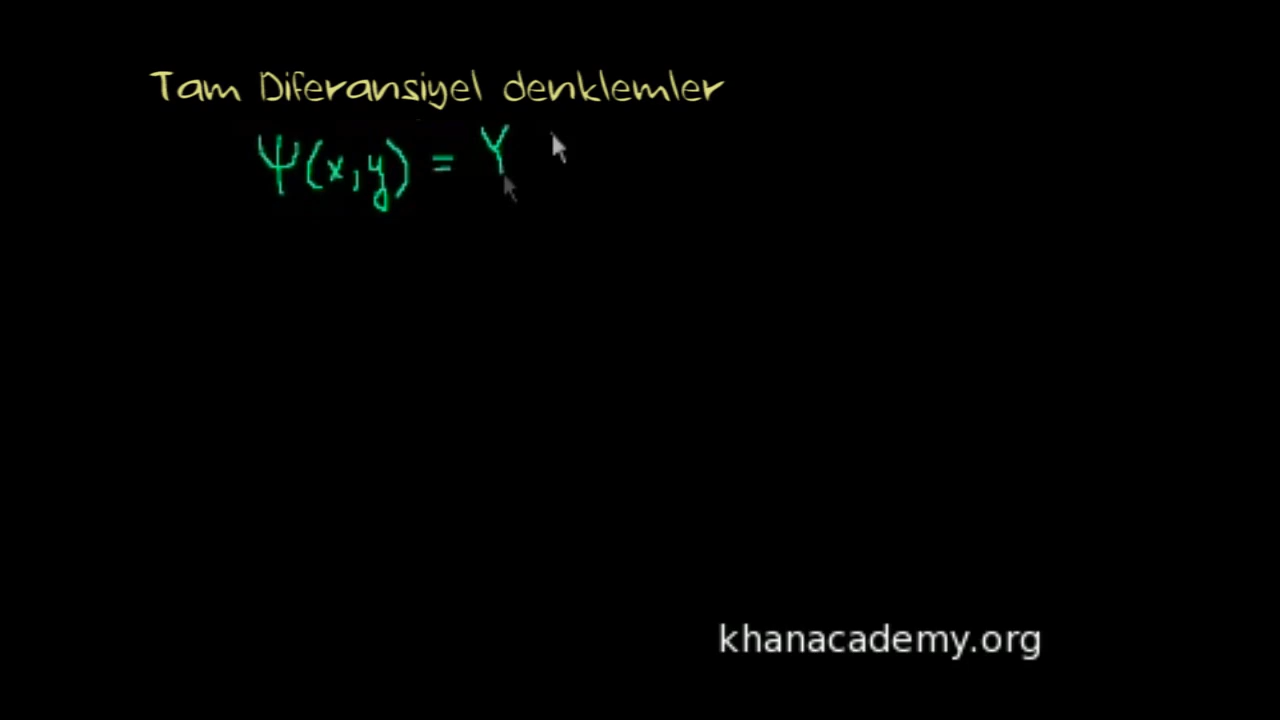 Tam Diferansiyel denklemler
Ψ(x,y) = Y
khanacademy.org